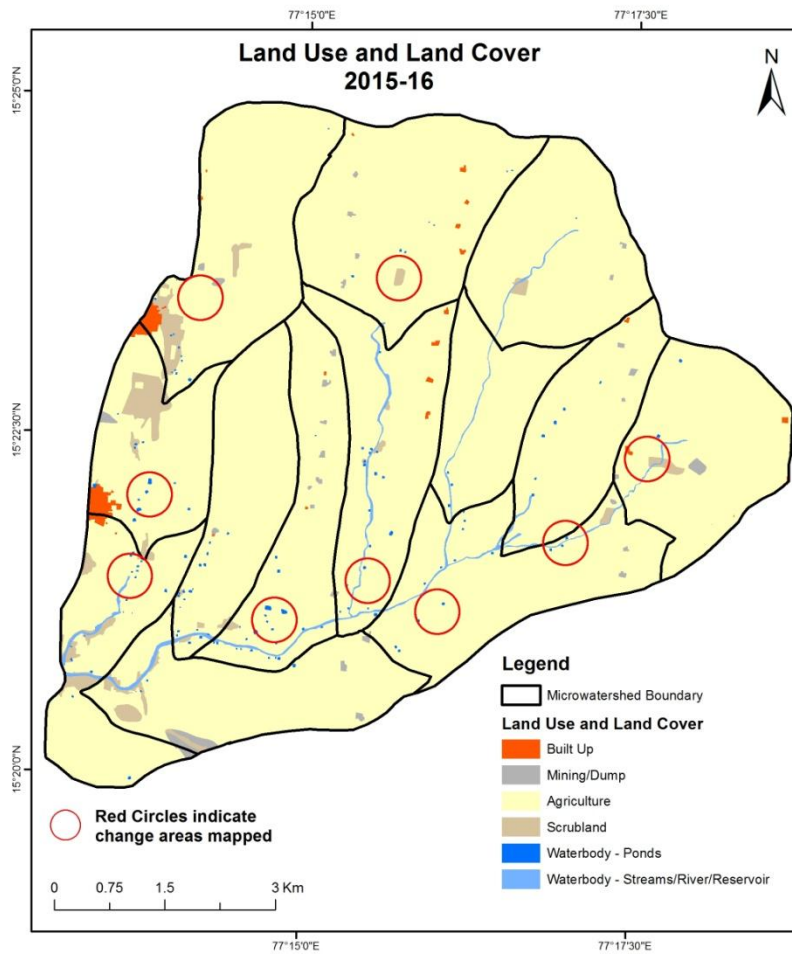 77°15'0"E
77°17'30"E
Land Use and Land Cover
2015-16
N
15°25'0"N
15°22'30"N
15°20'0"N
Legend
Microwatershed Boundary
Land Use and Land Cover
Built Up
Mining/Dump
Agriculture
Scrubland
Waterbody - Ponds
Waterbody - Streams/River/Reservoir
Red Circles indicate
change areas mapped
0 0.75 1.5 3 Km
77°15'0"E
77°17'30"E